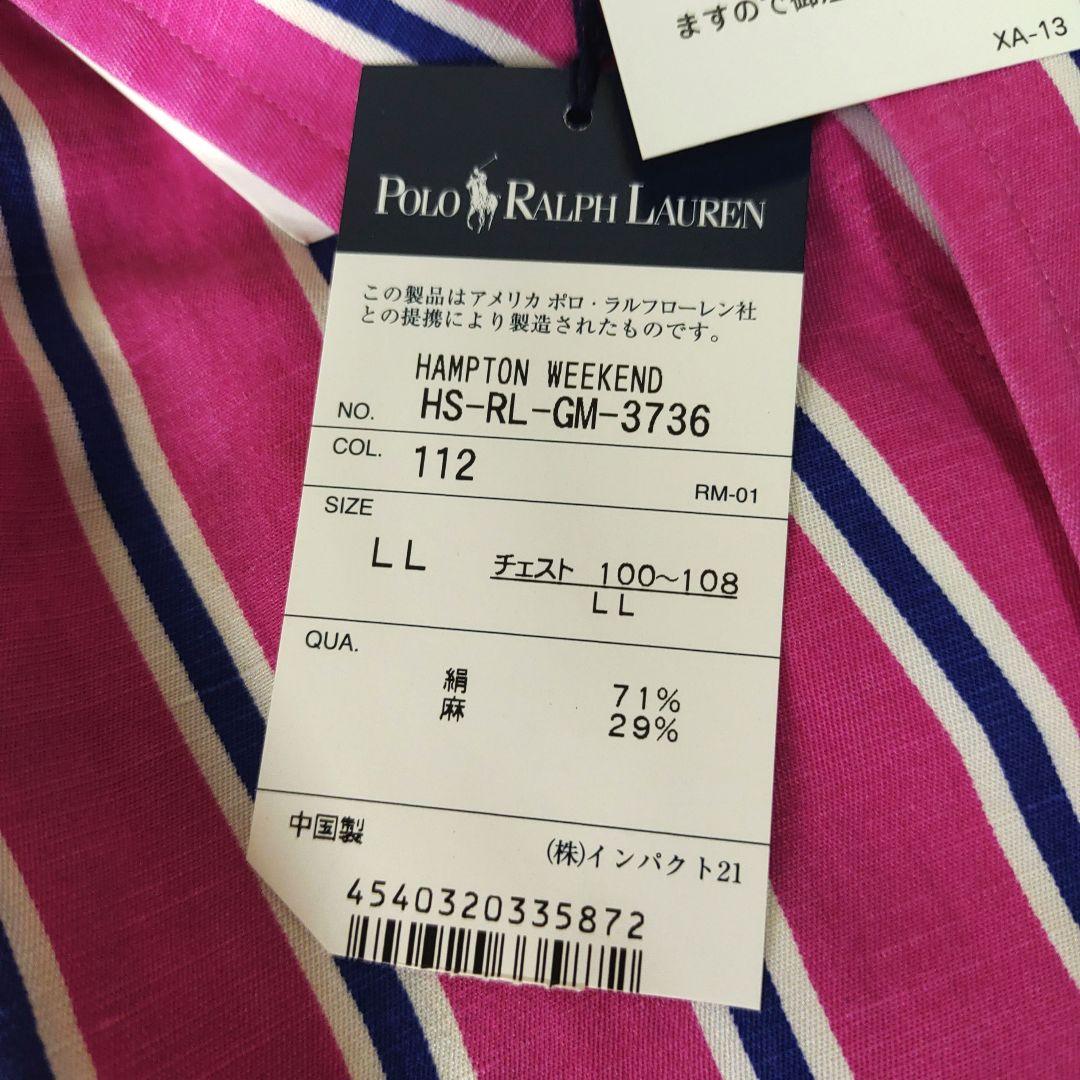 ますので御
XA-13
POLO RALPH LAUREN
この製品はアメリカ ポロ・ラルフローレン社
との提携により製造されたものです。
HAMPTON WEEKEND
NO. HS-RL-GM-3736
COL. 112
RM-01
SIZE
LL チェスト 100〜108
LL
QUA.
絹 71%
麻 29%
中国製
(株)インパクト21
4540320335872